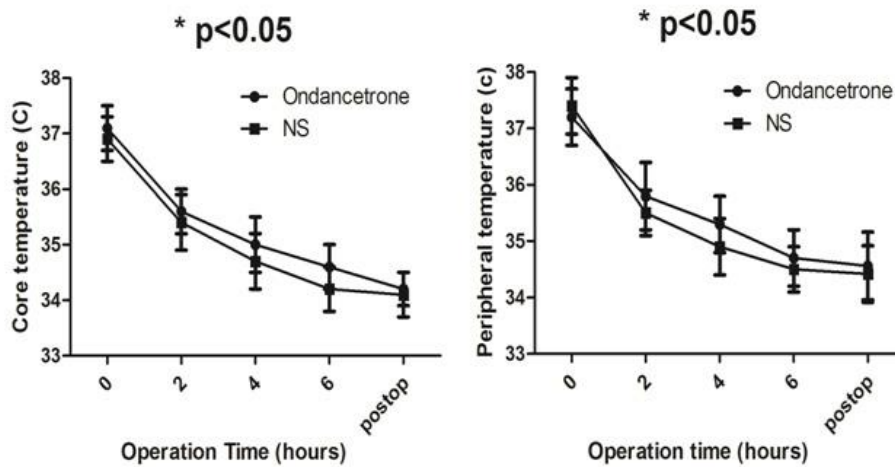 * p<0.05
Core temperature (C)
38
37
36
35
34
33
Ondancetrone
NS
0
2
4
6
postop
Operation Time (hours)
* p<0.05
Peripheral temperature (c)
38
37
36
35
34
33
Ondancetrone
NS
0
2
4
6
postop
Operation time (hours)